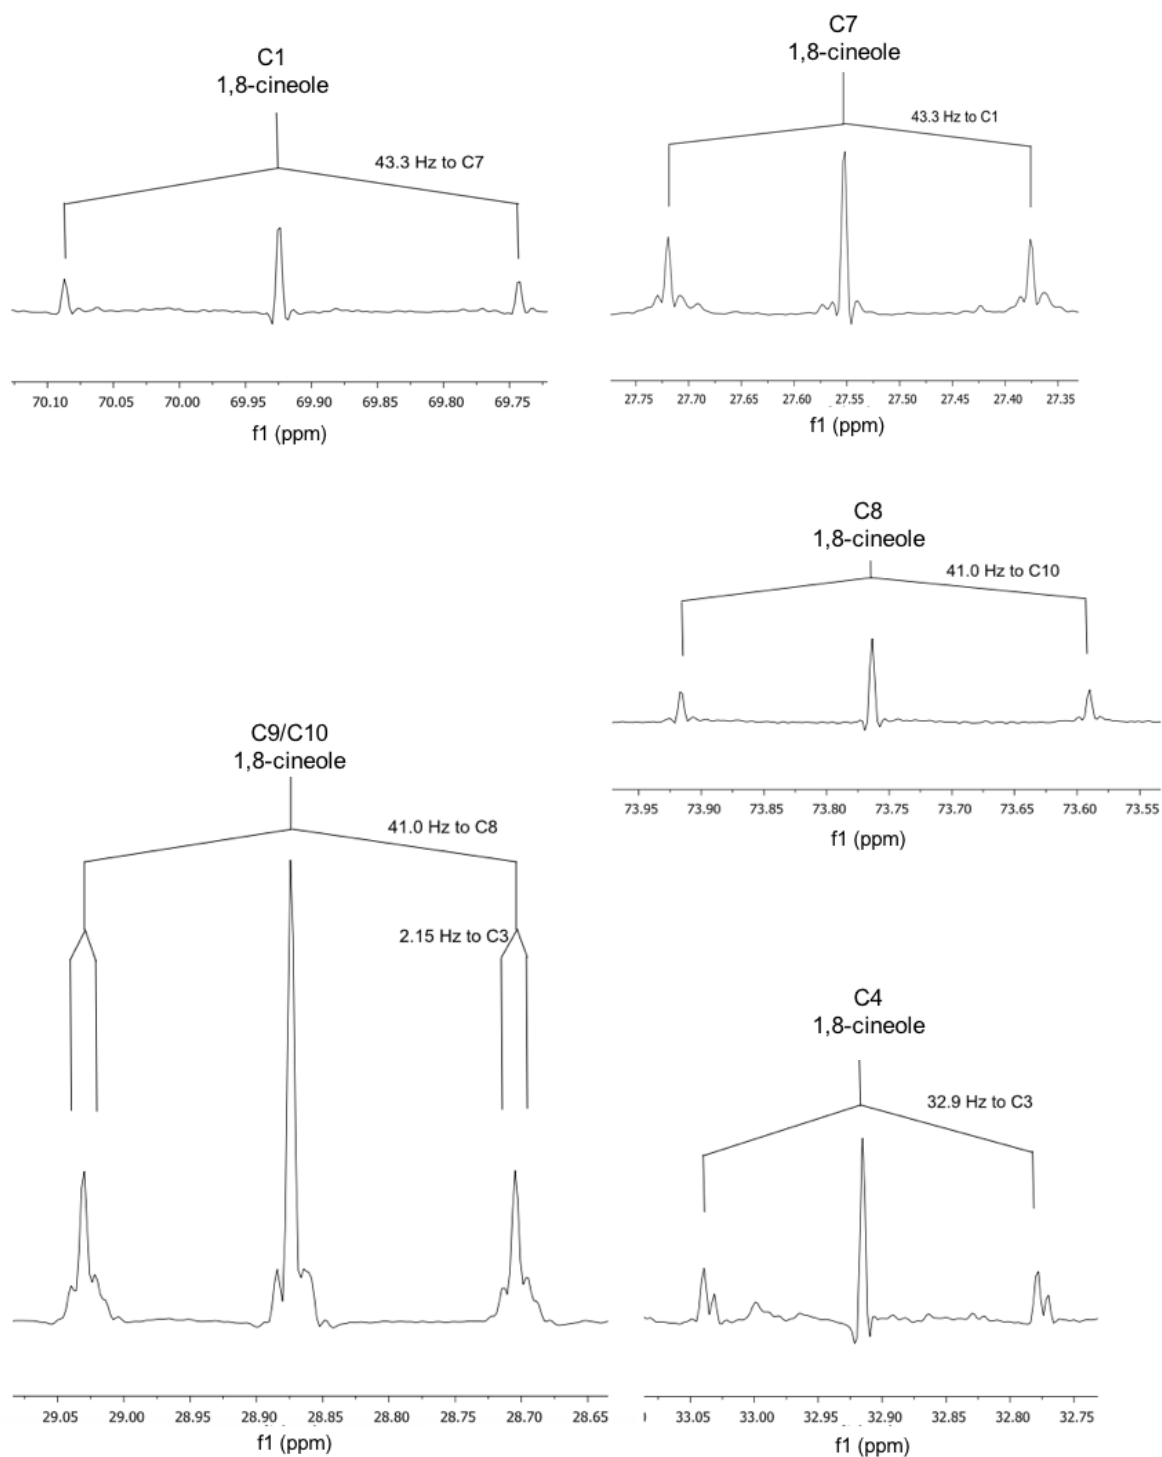 C1
1,8-cineole
43.3 Hz to C7
70.10 70.05 70.00 69.95 69.90 69.85 69.80 69.75
f1 (ppm)
C7
1,8-cineole
43.3 Hz to C1
27.75 27.70 27.65 27.60 27.55 27.50 27.45 27.40 27.35
f1 (ppm)
C8
1,8-cineole
41.0 Hz to C10
73.95 73.90 73.85 73.80 73.75 73.70 73.65 73.60 73.55
f1 (ppm)
C9/C10
1,8-cineole
41.0 Hz to C8
2.15 Hz to C3
29.05 29.00 28.95 28.90 28.85 28.80 28.75 28.70 28.65
f1 (ppm)
C4
1,8-cineole
32.9 Hz to C3
33.05 33.00 32.95 32.90 32.85 32.80 32.75
f1 (ppm)